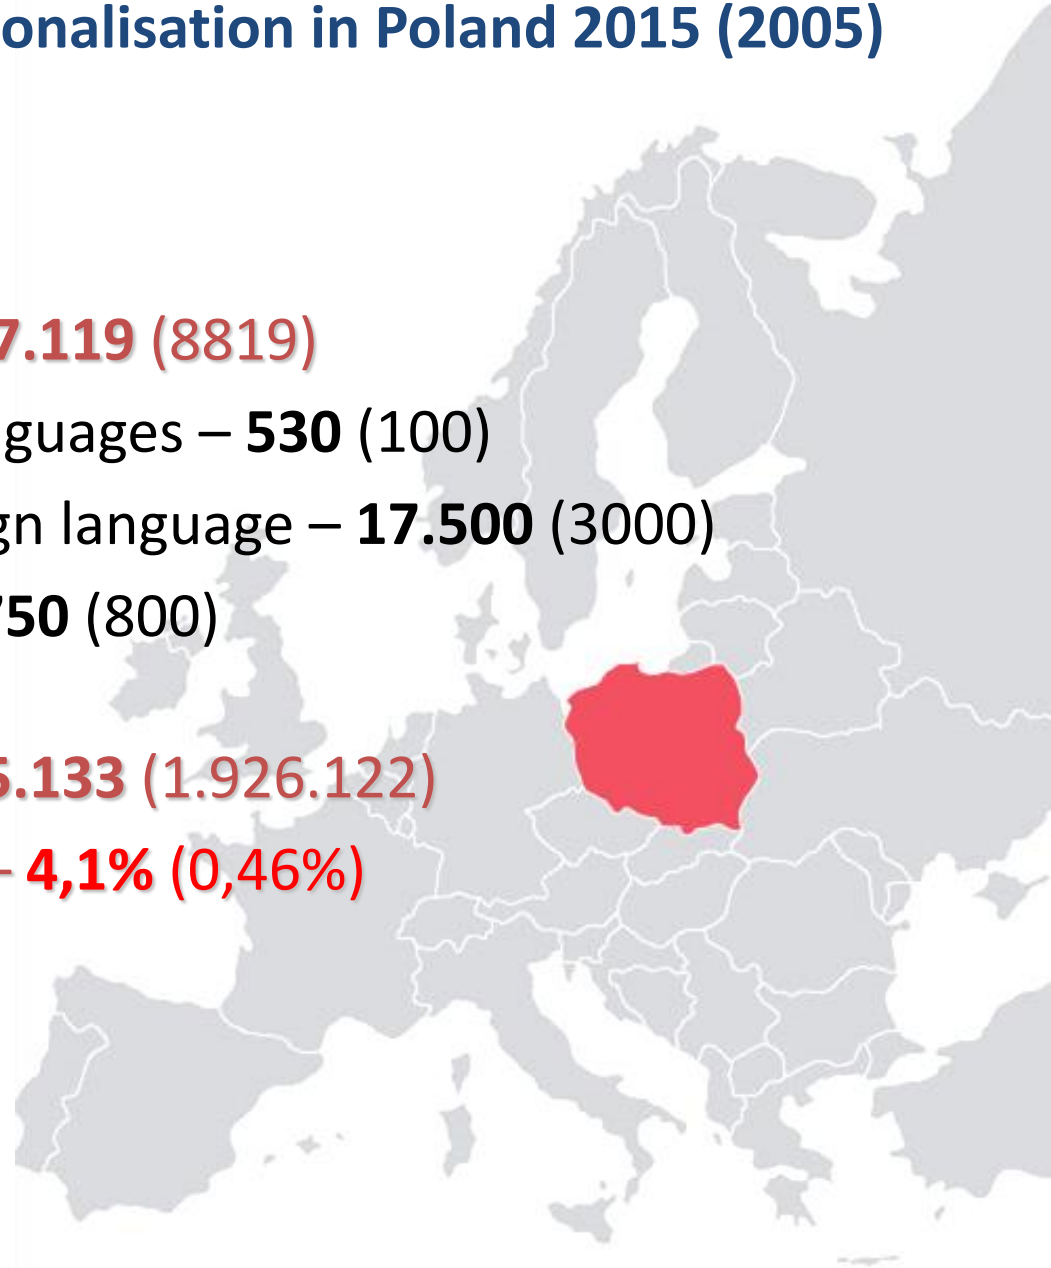 onalisation in Poland 2015 (2005)
7.119 (8819)
guages – 530 (100)
gn language – 17.500 (3000)
750 (800)
5.133 (1.926.122)
– 4,1% (0,46%)